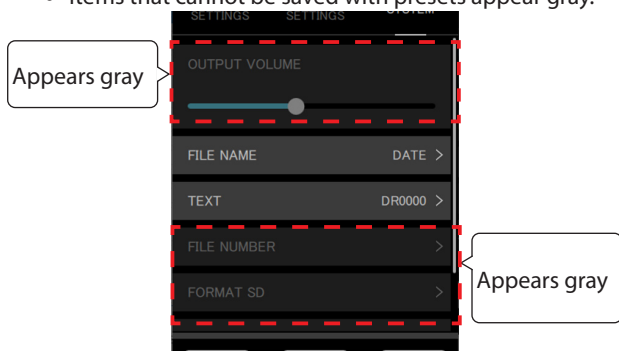 • Items that cannot be saved with presets appear gray.
SETTINGS SETTINGS SYSTEM
Appears gray
OUTPUT VOLUME
FILE NAME DATE >
TEXT DR0000 >
FILE NUMBER >
FORMAT SD >
Appears gray